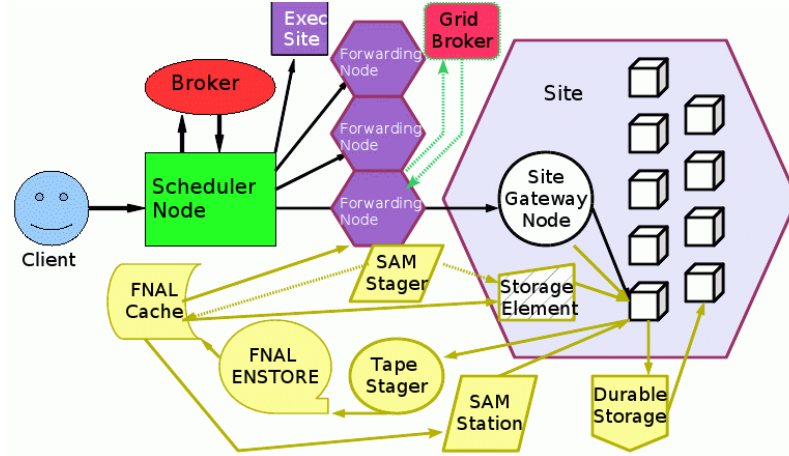 Exec
Site
Grid
Broker
Forwarding
Node
Broker
Site
Forwarding
Node
Scheduler
Node
Forwarding
Node
Site
Gateway
Node
Client
SAM
Stager
FNAL
Cache
Storage
Element
FNAL
ENSTORE
Tape
Stager
SAM
Station
Durable
Storage